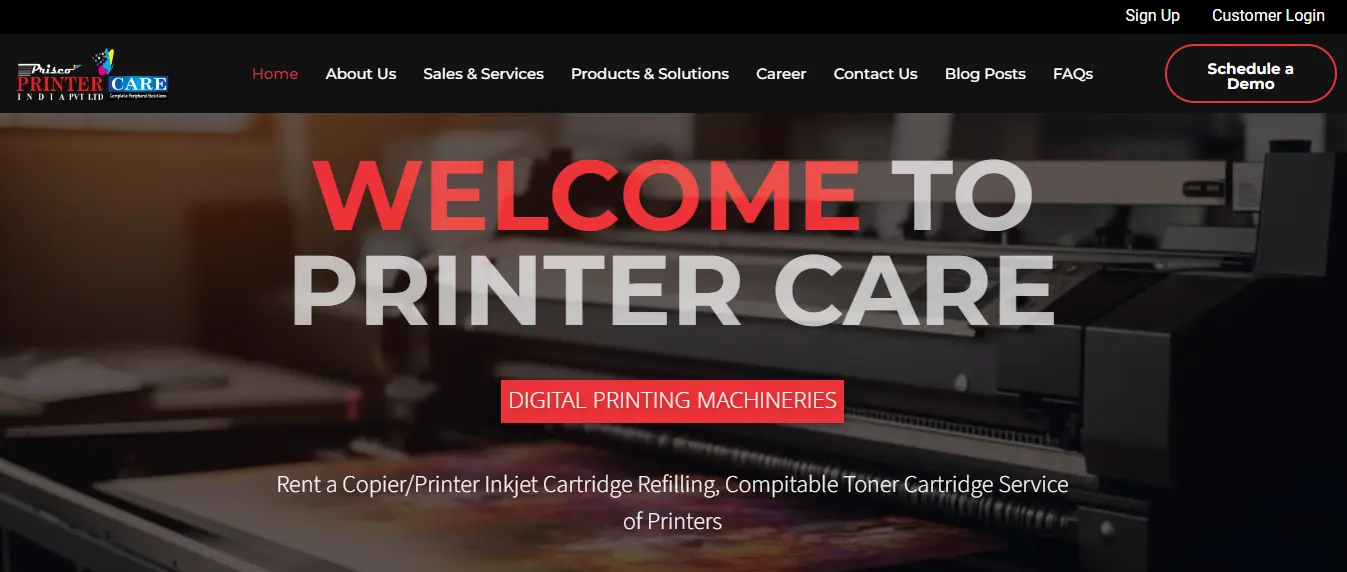 Sign Up Customer Login
Prisco
PRINTER CARE
INDIA PVT LTD Complete Peripheral Solutions
Home About Us Sales & Services Products & Solutions Career Contact Us Blog Posts FAQs
Schedule a
Demo
WELCOME TO
PRINTER CARE
DIGITAL PRINTING MACHINERIES
Rent a Copier/Printer Inkjet Cartridge Refilling, Compitable Toner Cartridge Service
of Printers